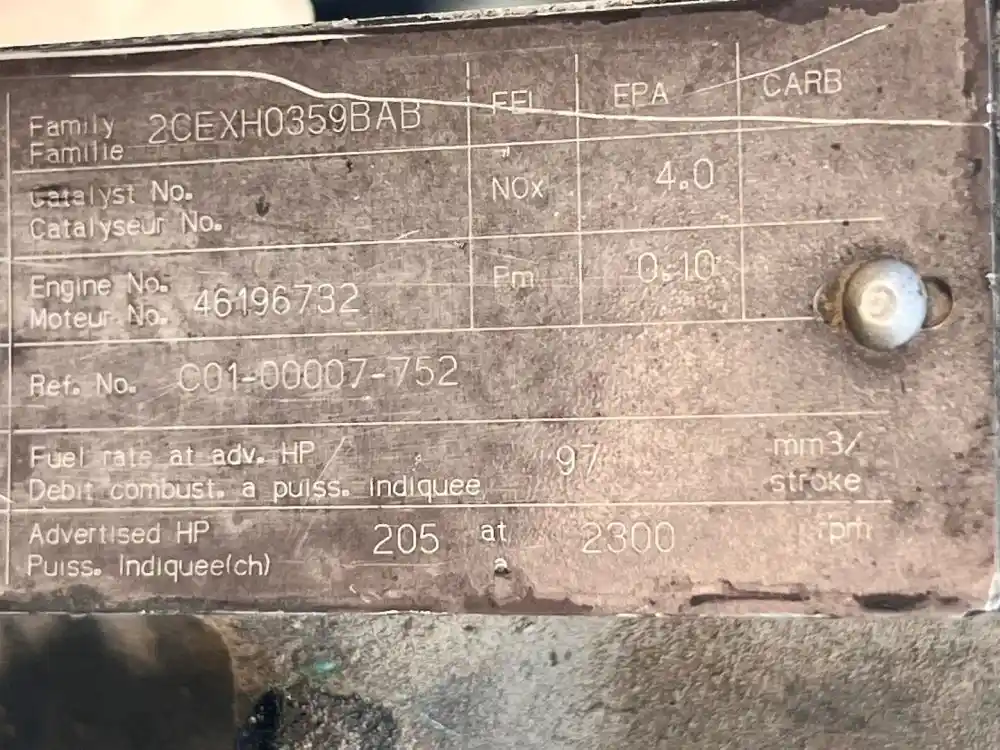 Family 2CEXH0359BAB FEL EPA CARB
Familie
Catalyst No. NOx 4.0
Catalyseur No.
Engine No. 46196732 Pm 0.10
Moteur No.
Ref. No. C01-00007-752
Fuel rate at adv. HP 97 mm3/
Debit combust. a puiss. indiquee stroke
Advertised HP 205 at 2300 rpm
Puiss. Indiquee(ch) a